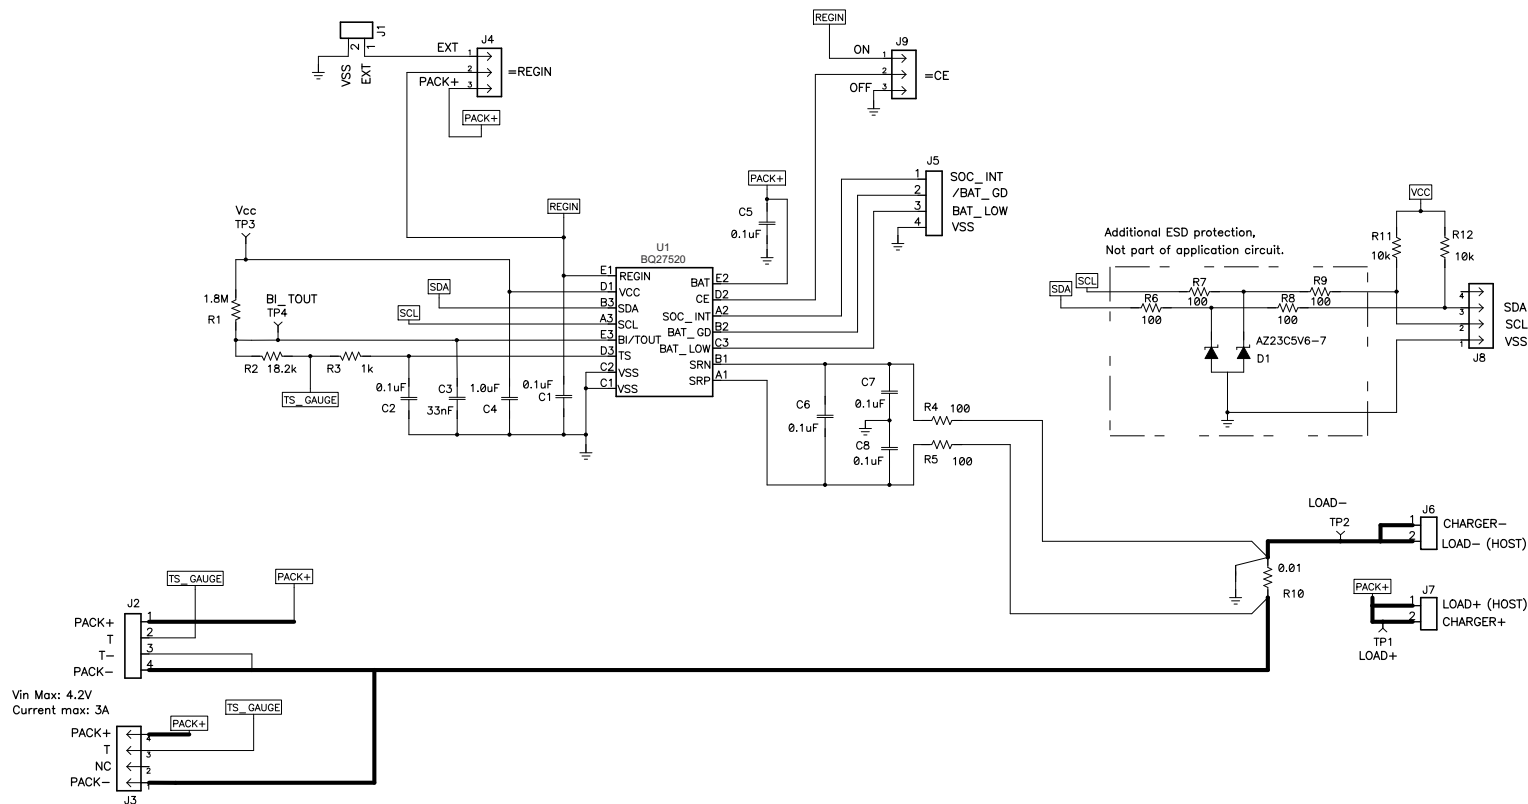 REGIN
J1
2
1
VSS
EXT
EXT
J4
1
2
PACK+
3
=REGIN
PACK+
J9
ON
1
2
OFF
3
=CE
J5
1
SOC_INT
2
/BAT_GD
3
BAT_LOW
4
VSS
PACK+
C5
0.1uF
REGIN
Vcc
TP3
1.8M
R1
BI_TOUT
TP4
SDA
SCL
U1
BQ27520
E1
REGIN
D1
VCC
B3
SDA
A3
SCL
E3
BI/TOUT
D3
TS
C2
VSS
C1
VSS
BAT
E2
CE
D2
SOC_INT
A2
BAT_GD
B2
BAT_LOW
C3
SRN
B1
SRP
A1
R2
18.2k
R3
1k
TS_GAUGE
0.1uF
C2
C3
33nF
1.0uF
C4
0.1uF
C1
C6
0.1uF
C7
0.1uF
C8
0.1uF
R4
100
R5
100
VCC
R11
10k
R12
10k
Additional ESD protection,
Not part of application circuit.
SDA
SCL
R7
100
R6
100
R9
100
R8
100
AZ23C5V6-7
D1
4
3
SDA
2
SCL
1
VSS
J8
LOAD-
TP2
J6
1
CHARGER-
2
LOAD- (HOST)
0.01
R10
PACK+
J7
1
LOAD+ (HOST)
2
CHARGER+
TP1
LOAD+
TS_GAUGE
PACK+
J2
PACK+
1
T
2
T-
3
PACK-
4
Vin Max: 4.2V
Current max: 3A
PACK+
TS_GAUGE
PACK+
4
T
3
NC
2
PACK-
1
J3